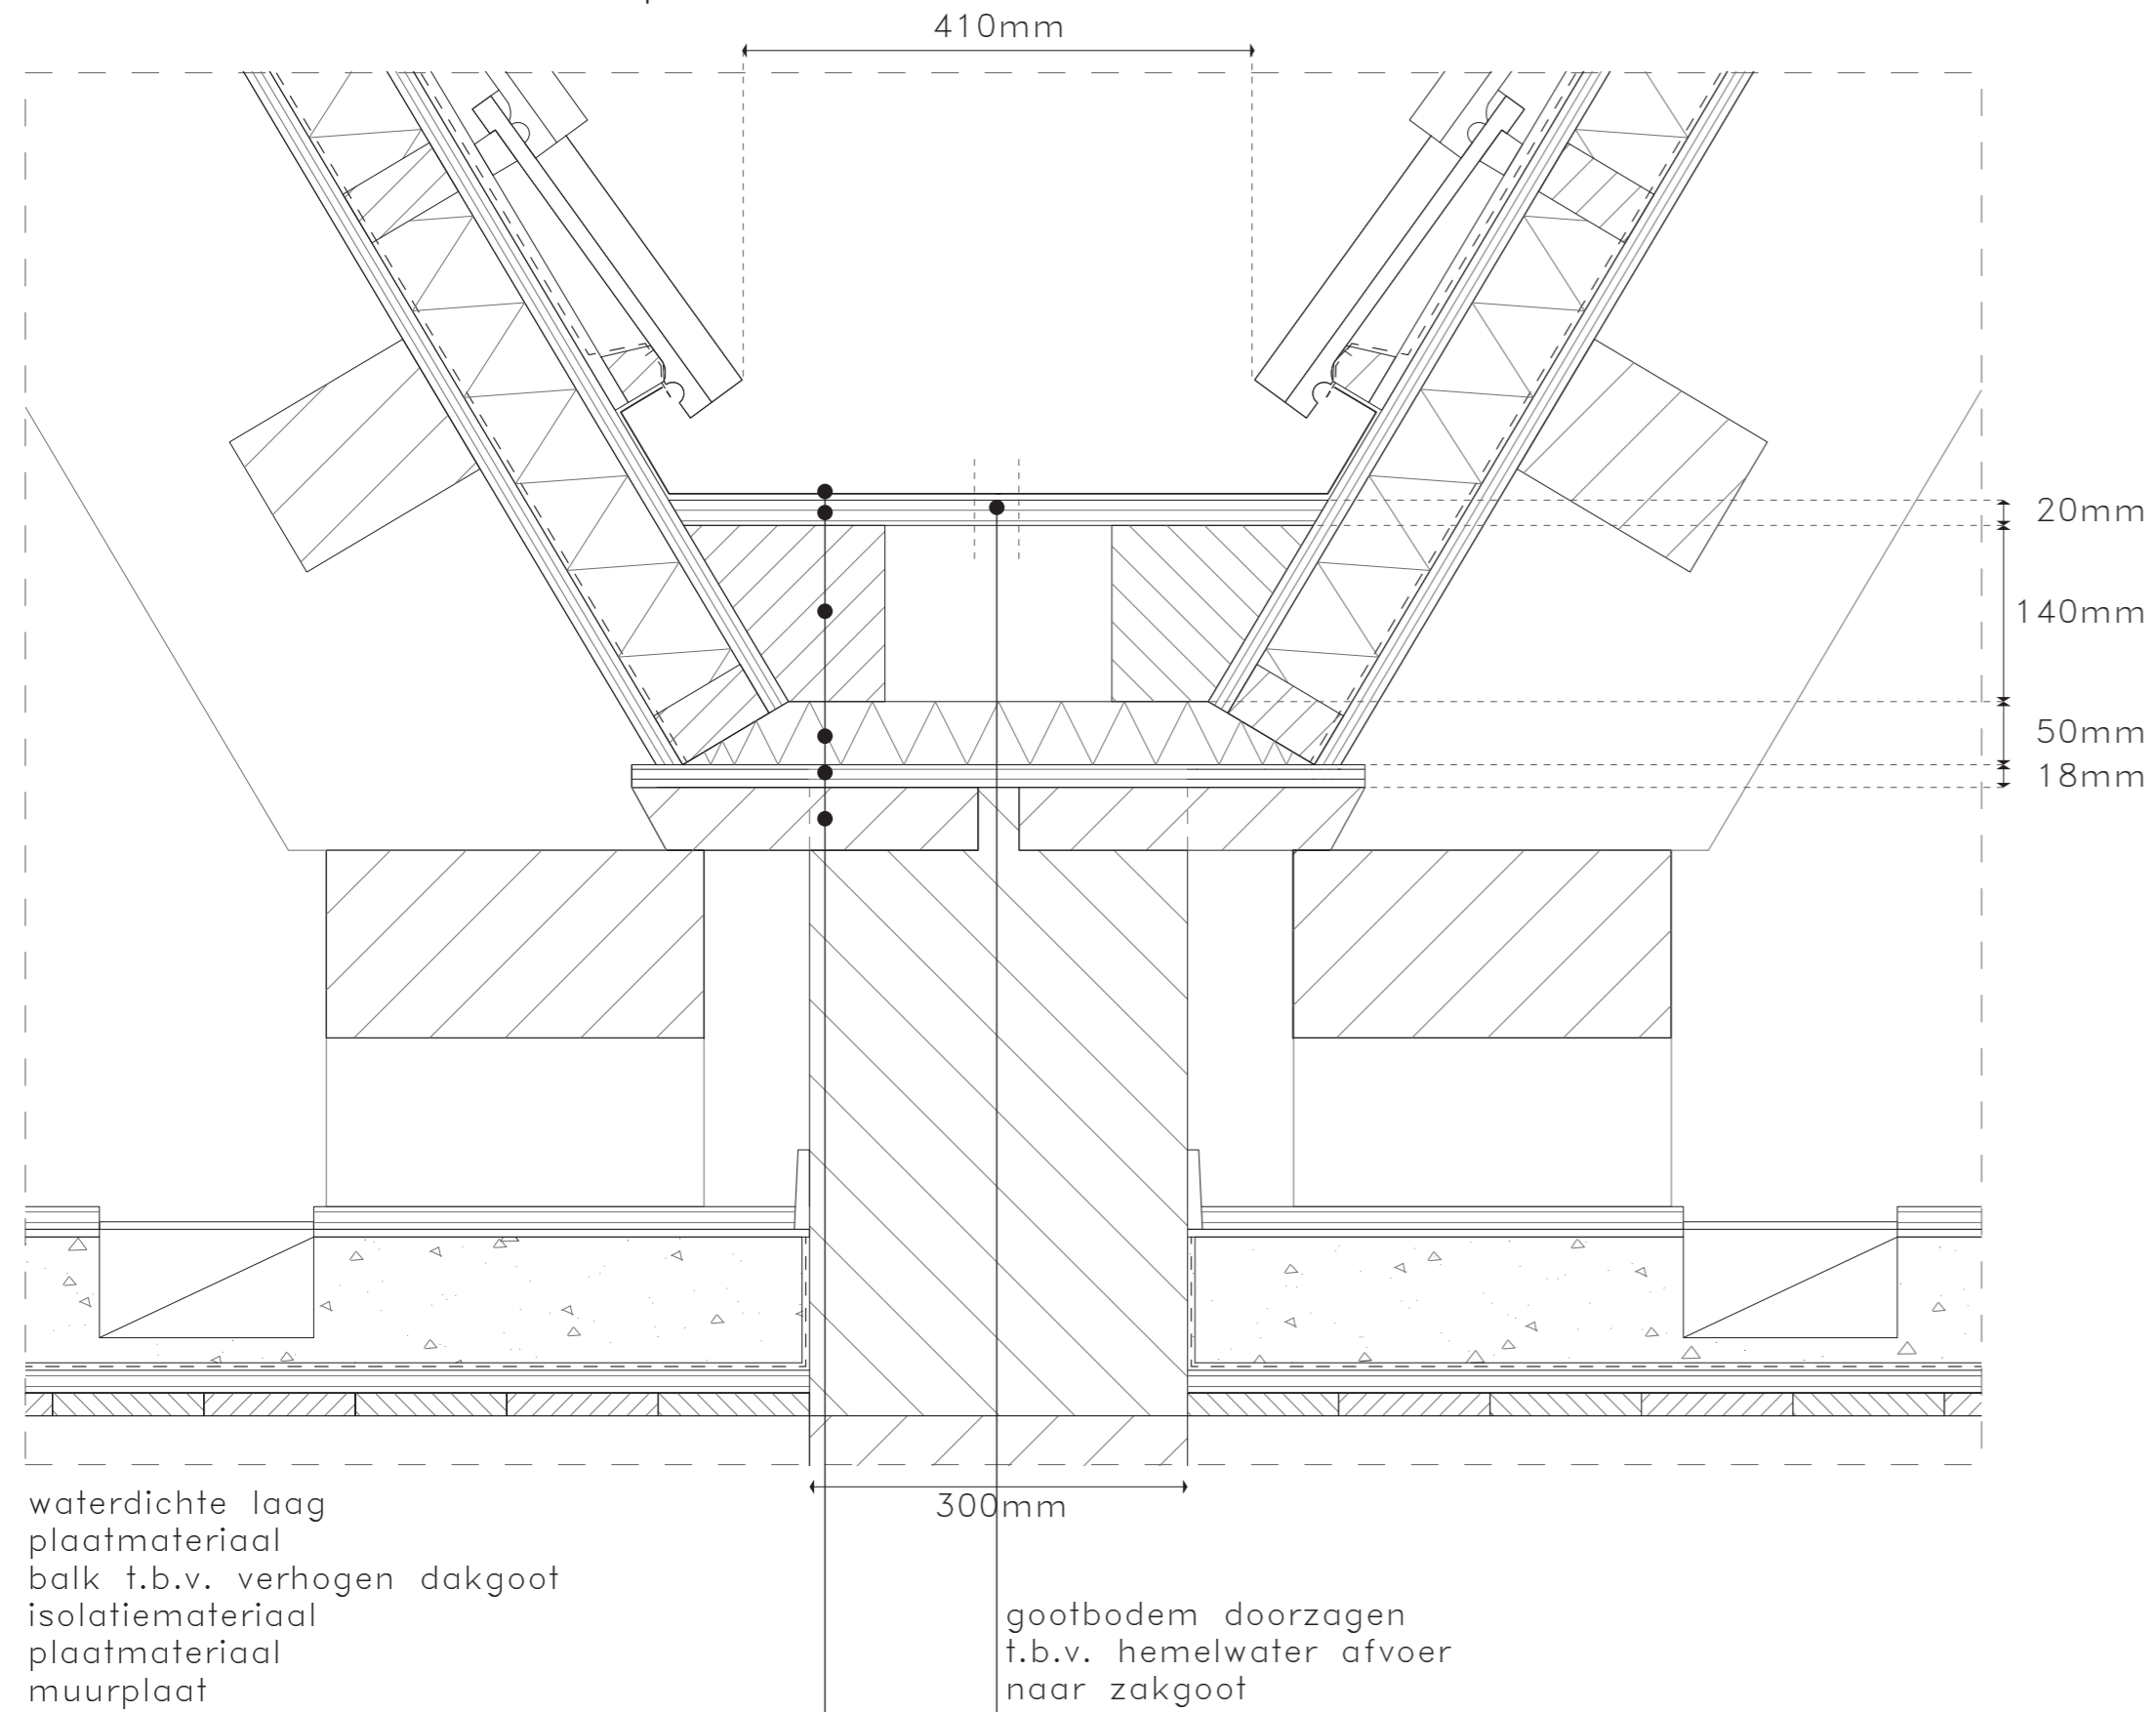 410mm
20mm
140mm
50mm
18mm
300mm
waterdichte laag
plaatmateriaal
balk t.b.v. verhogen dakgoot
isolatiemateriaal
plaatmateriaal
muurplaat
gootbodem doorzagen
t.b.v. hemelwater afvoer
naar zakgoot